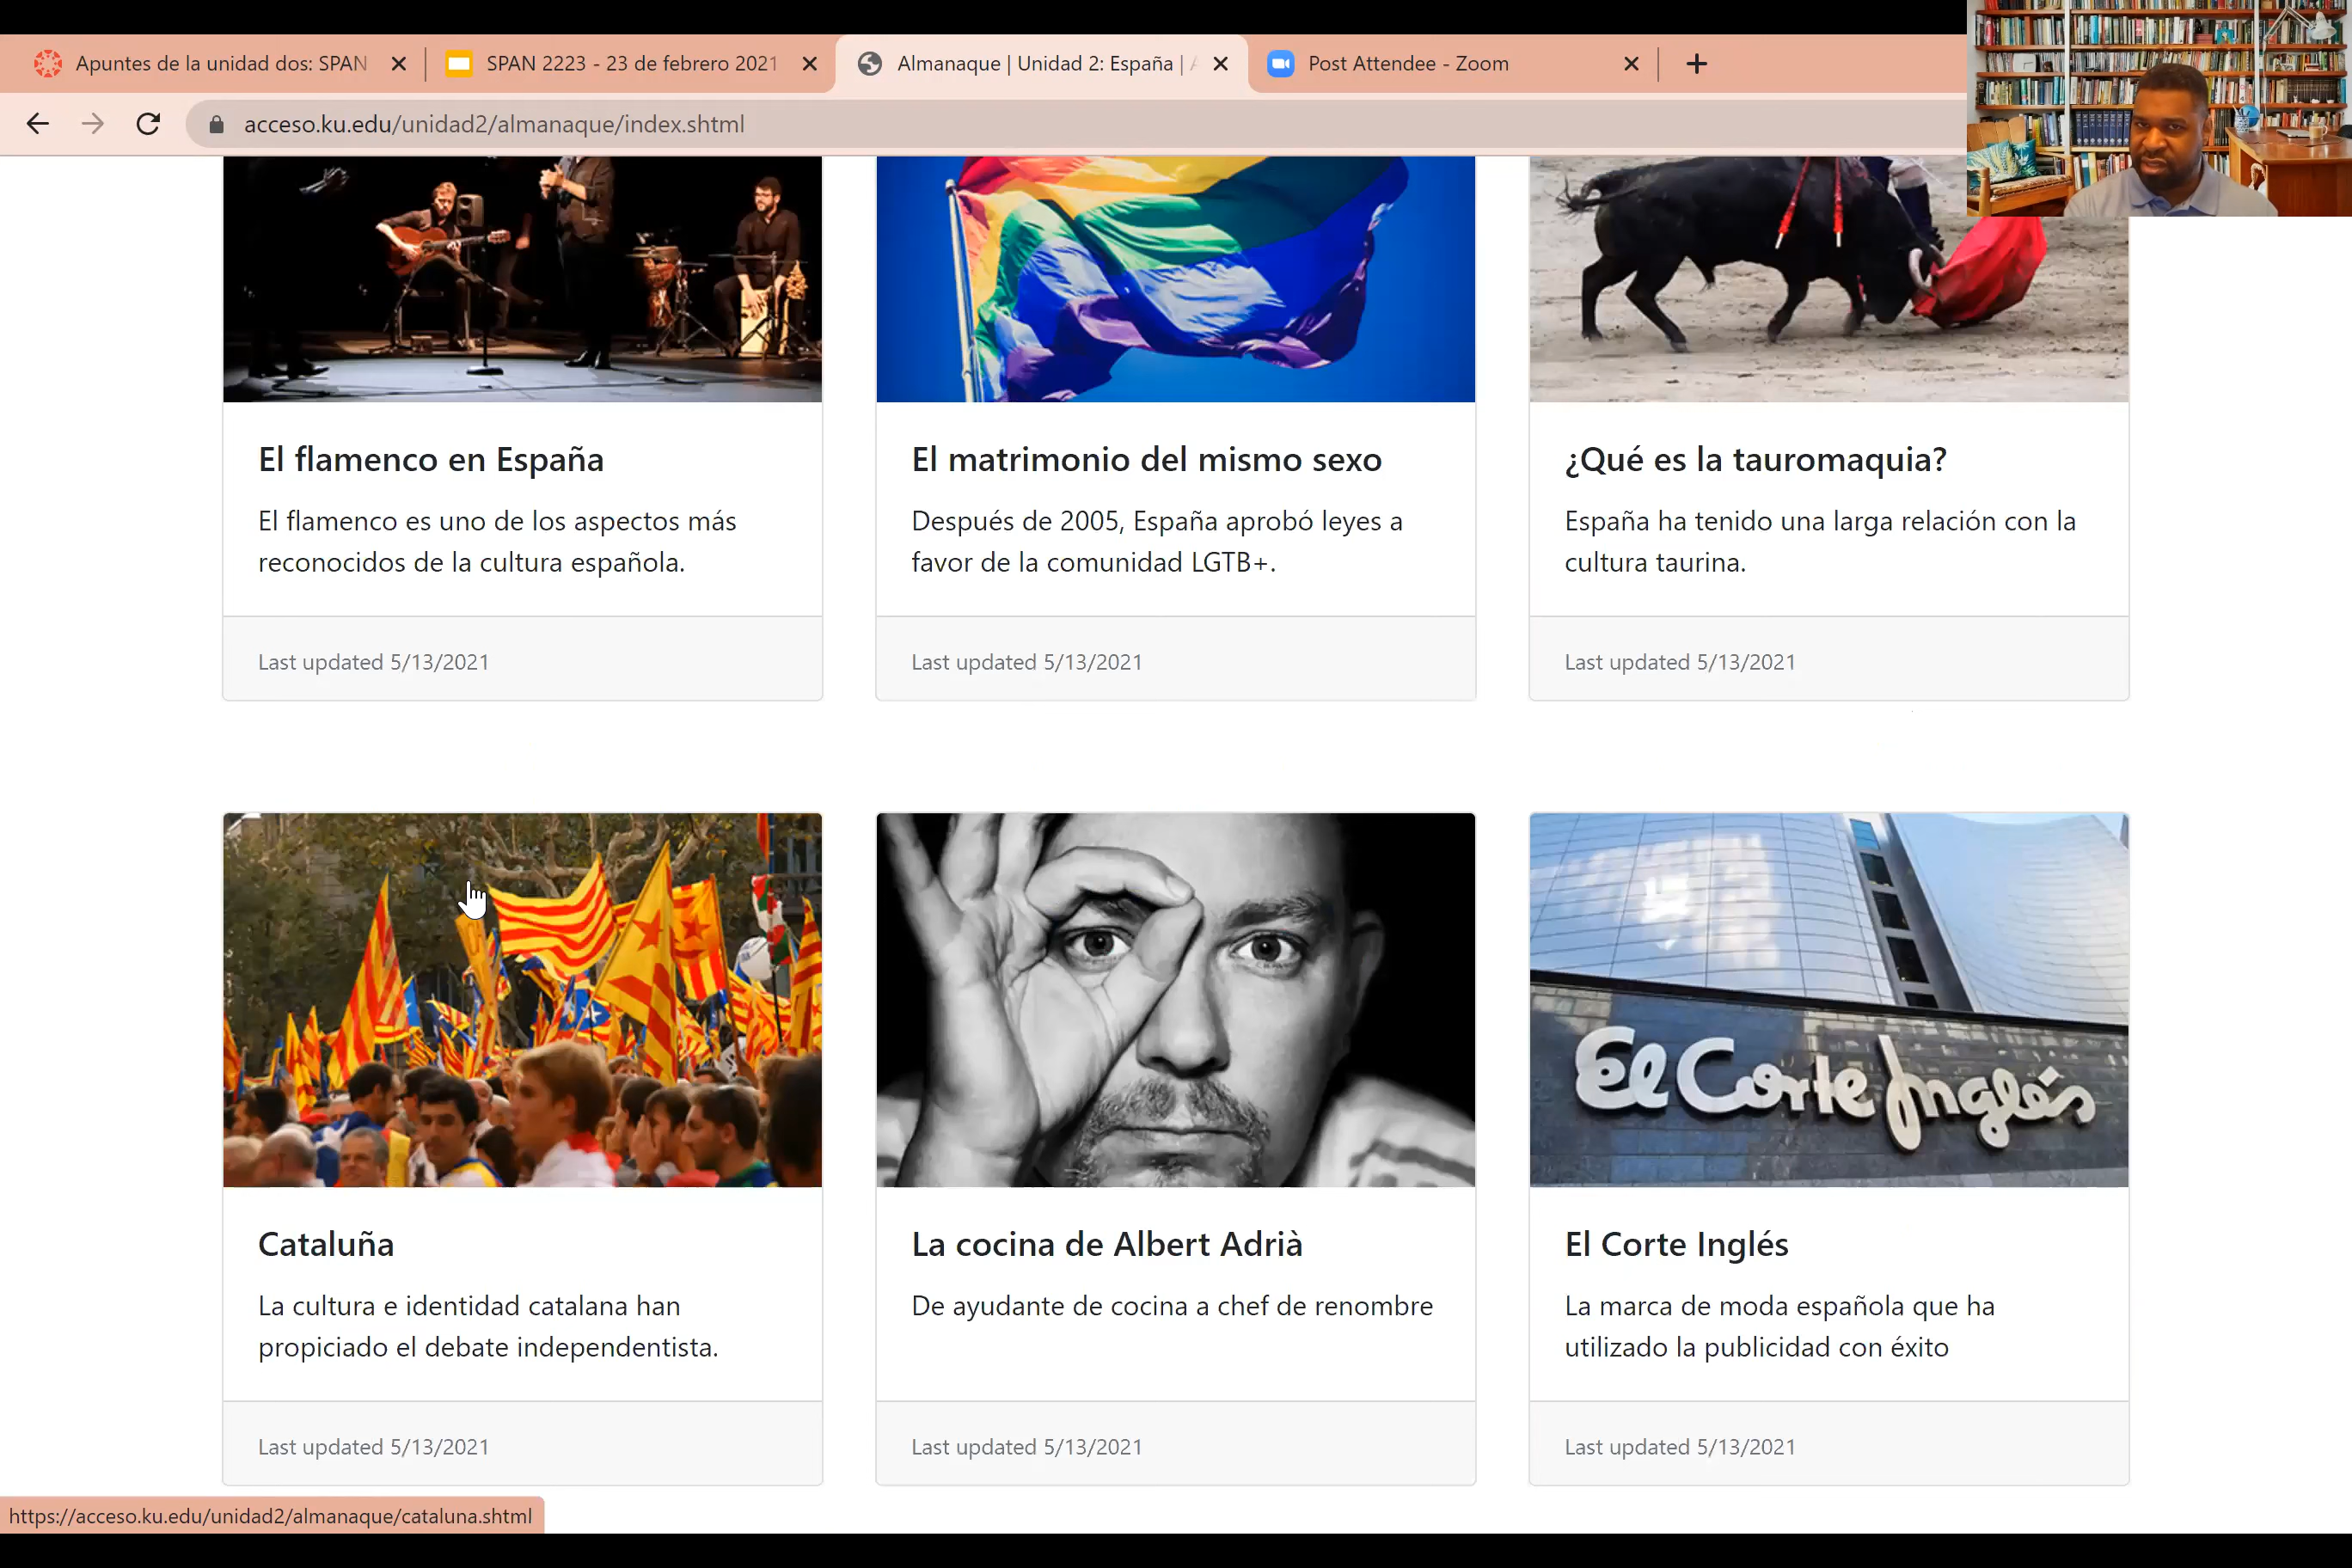 Apuntes de la unidad dos: SPAN
SPAN 2223 - 23 de febrero 2021
Almanaque | Unidad 2: España |
Post Attendee - Zoom
acceso.ku.edu/unidad2/almanaque/index.shtml
El flamenco en España
El flamenco es uno de los aspectos más
reconocidos de la cultura española.
Last updated 5/13/2021
El matrimonio del mismo sexo
Después de 2005, España aprobó leyes a
favor de la comunidad LGTB+.
Last updated 5/13/2021
¿Qué es la tauromaquia?
España ha tenido una larga relación con la
cultura taurina.
Last updated 5/13/2021
Cataluña
La cultura e identidad catalana han
propiciado el debate independentista.
Last updated 5/13/2021
La cocina de Albert Adrià
De ayudante de cocina a chef de renombre
Last updated 5/13/2021
El Corte Inglés
El Corte Inglés
La marca de moda española que ha
utilizado la publicidad con éxito
Last updated 5/13/2021
https://acceso.ku.edu/unidad2/almanaque/cataluna.shtml